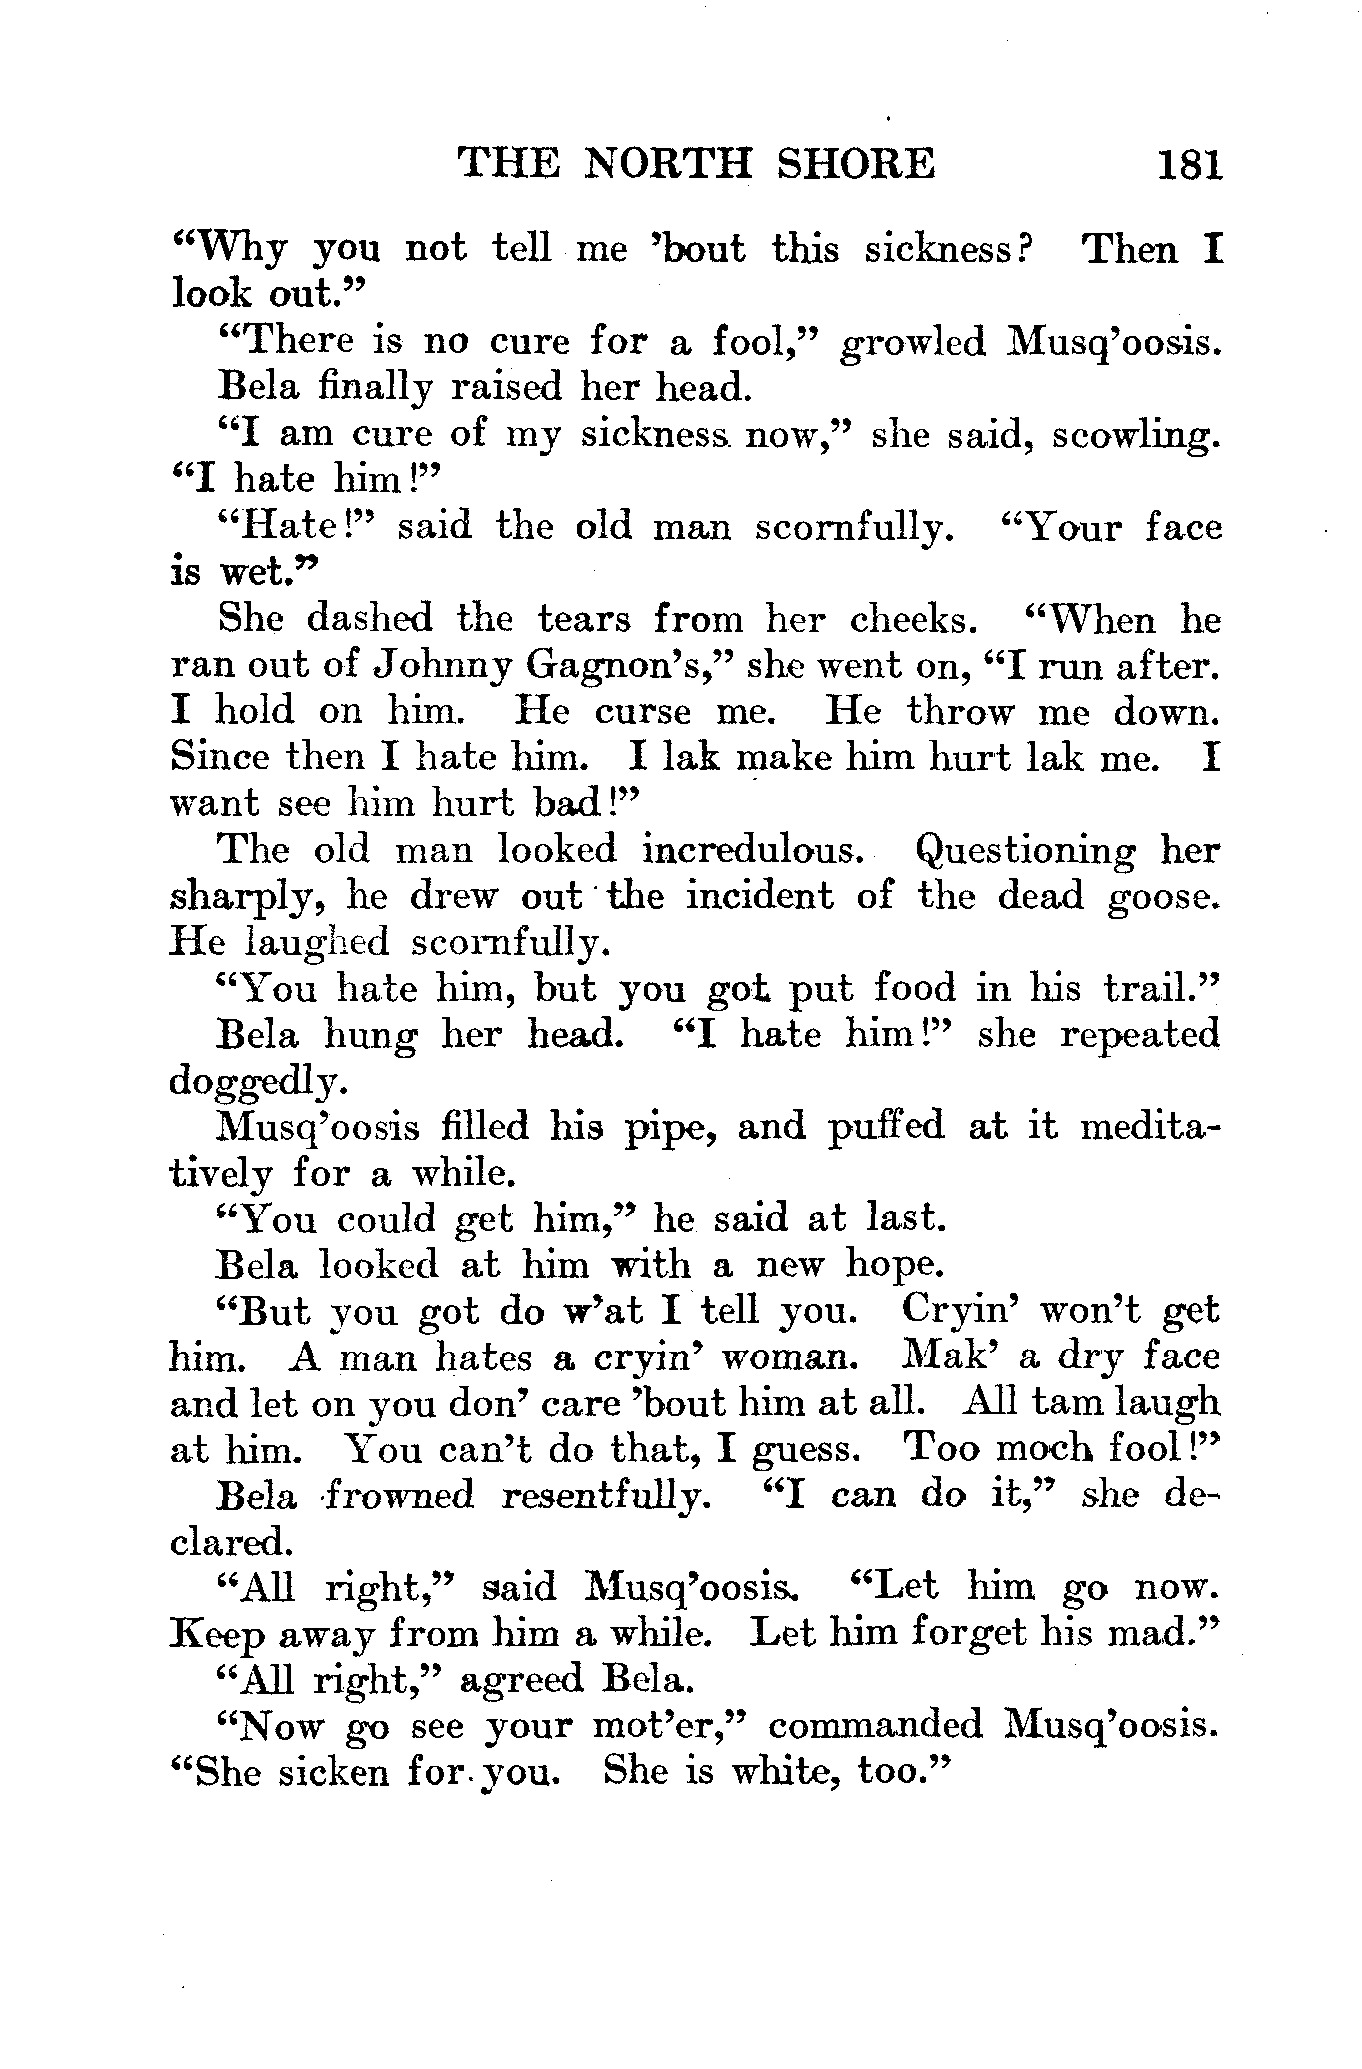 THE NORTH SHORE 181
“Why you not tell me ’bout this sickness? Then I
look out.”
“There is no cure for a fool,” growled Musq’oosis.
Bela finally raised her head.
“I am cure of my sickness now,” she said, scowling.
“I hate him!”
“Hate!” said the old man scornfully. “Your face
is wet.”
She dashed the tears from her cheeks. “When he
ran out of Johnny Gagnon’s,” she went on, “I run after.
I hold on him. He curse me. He throw me down.
Since then I hate him. I lak make him hurt lak me. I
want see him hurt bad!”
The old man looked incredulous. Questioning her
sharply, he drew out the incident of the dead goose.
He laughed scornfully.
“You hate him, but you got put food in his trail.”
Bela hung her head. “I hate him!” she repeated
doggedly.
Musq’oosis filled his pipe, and puffed at it medita-
tively for a while.
“You could get him,” he said at last.
Bela looked at him with a new hope.
“But you got do w’at I tell you. Cryin’ won’t get
him. A man hates a cryin’ woman. Mak’ a dry face
and let on you don’ care ’bout him at all. All tam laugh
at him. You can’t do that, I guess. Too moch fool!”
Bela frowned resentfully. “I can do it,” she de-
clared.
“All right,” said Musq’oosis. “Let him go now.
Keep away from him a while. Let him forget his mad.”
“All right,” agreed Bela.
“Now go see your mot’er,” commanded Musq’oosis.
“She sicken for you. She is white, too.”